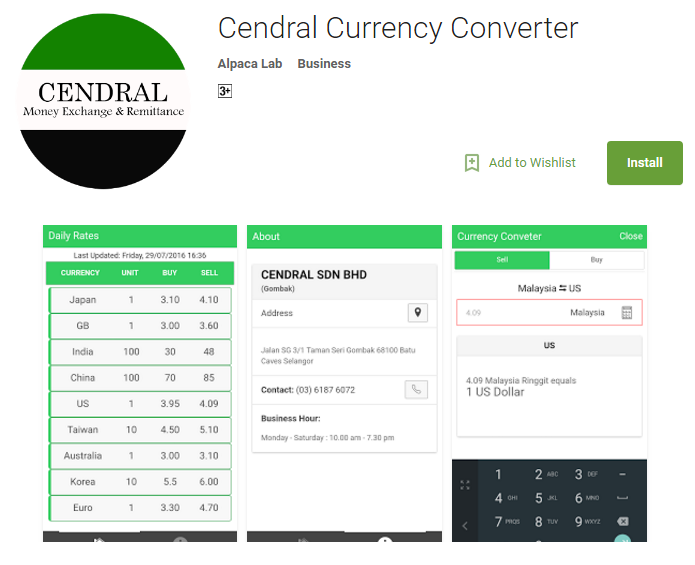 Cendral Currency Converter
Alpaca Lab Business
3+
CENDRAL
Money Exchange & Remittance
Add to Wishlist
Install
Daily Rates
Last Updated: Friday, 29/07/2016 16:36
CURRENCY UNIT BUY SELL
Japan 1 3.10 4.10
GB 1 3.00 3.60
India 100 30 48
China 100 70 85
US 1 3.95 4.09
Taiwan 10 4.50 5.10
Australia 1 3.00 3.10
Korea 10 5.5 6.00
Euro 1 3.30 4.70
About
CENDRAL SDN BHD
(Gombak)
Address
Jalan SG 3/1 Taman Seri Gombak 68100 Batu
Caves Selangor
Contact: (03) 6187 6072
Business Hour:
Monday - Saturday : 10.00 am - 7.30 pm
Currency Conveter Close
Sell Buy
Malaysia ⇆ US
4.09 Malaysia
US
4.09 Malaysia Ringgit equals
1 US Dollar
1 2 ABC 3 DEF –
4 GHI 5 JKL 6 MNO
7 PQRS 8 TUV 9 WXYZ